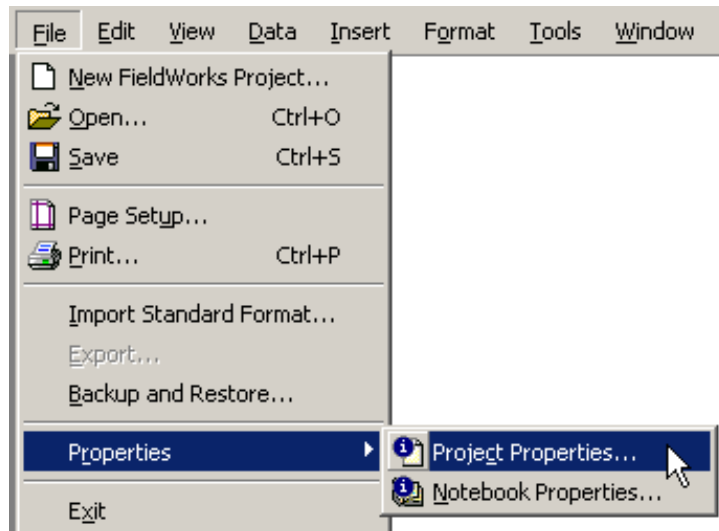 File Edit View Data Insert Format Tools Window
New FieldWorks Project...
Open... Ctrl+O
Save Ctrl+S
Page Setup...
Print... Ctrl+P
Import Standard Format...
Export...
Backup and Restore...
Properties Project Properties...
Notebook Properties...
Exit